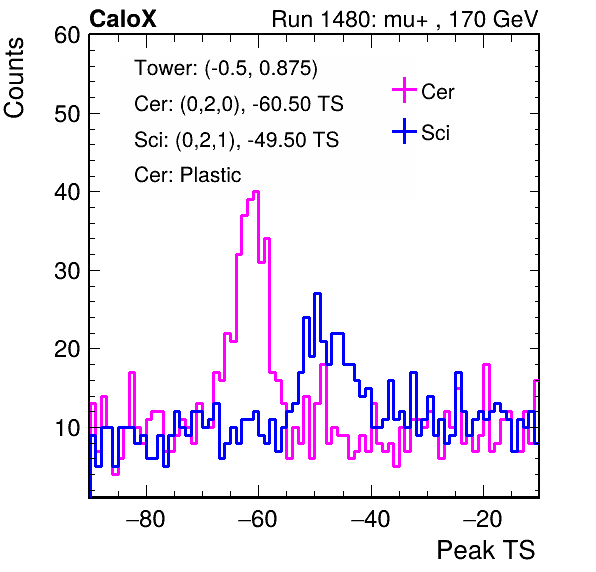 CaloX Run 1480: mu+ , 170 GeV
Counts
Tower: (-0.5, 0.875)
Cer: (0,2,0), -60.50 TS
Sci: (0,2,1), -49.50 TS
Cer: Plastic
Cer
Sci
60
50
40
30
20
10
−80 −60 −40 −20
Peak TS